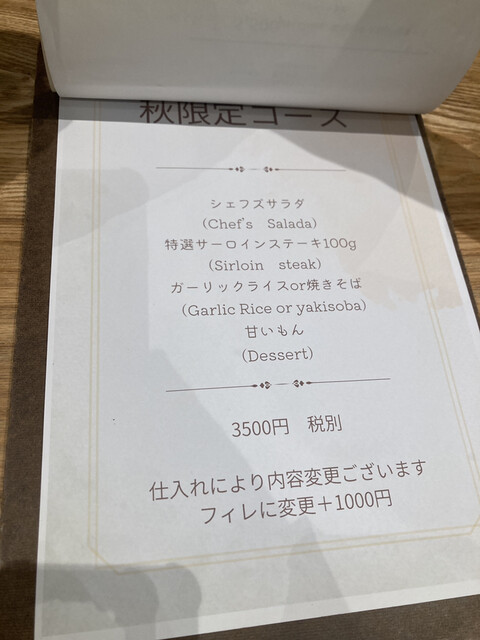 秋限定コース
シェフズサラダ
(Chef's Salada)
特選サーロインステーキ100g
(Sirloin steak)
ガーリックライスor焼きそば
(Garlic Rice or yakisoba)
甘いもん
(Dessert)
3500円 税別
仕入れにより内容変更ございます
フィレに変更＋1000円